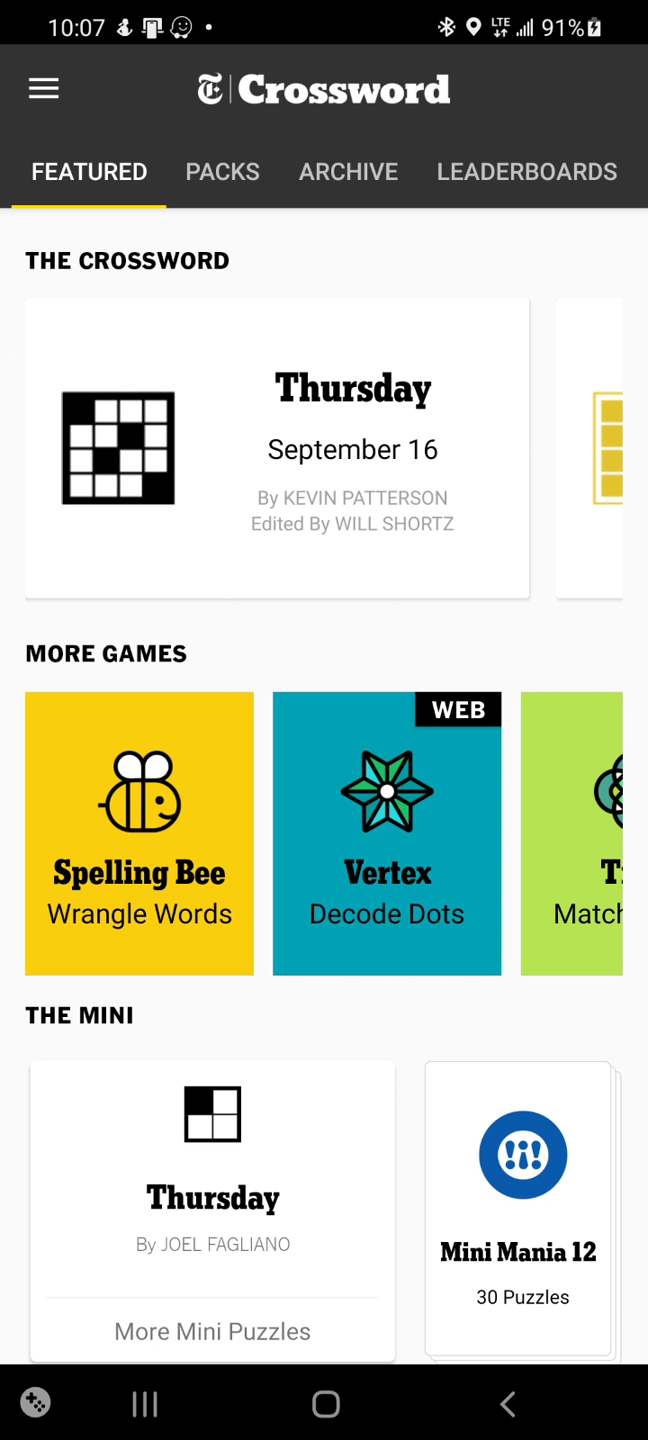 10:07
LTE
91%
Crossword
FEATURED
PACKS
ARCHIVE
LEADERBOARDS
THE CROSSWORD
Thursday
September 16
By KEVIN PATTERSON
Edited By WILL SHORTZ
MORE GAMES
Spelling Bee
Wrangle Words
WEB
Vertex
Decode Dots
THE MINI
Thursday
By JOEL FAGLIANO
More Mini Puzzles
Mini Mania 12
30 Puzzles